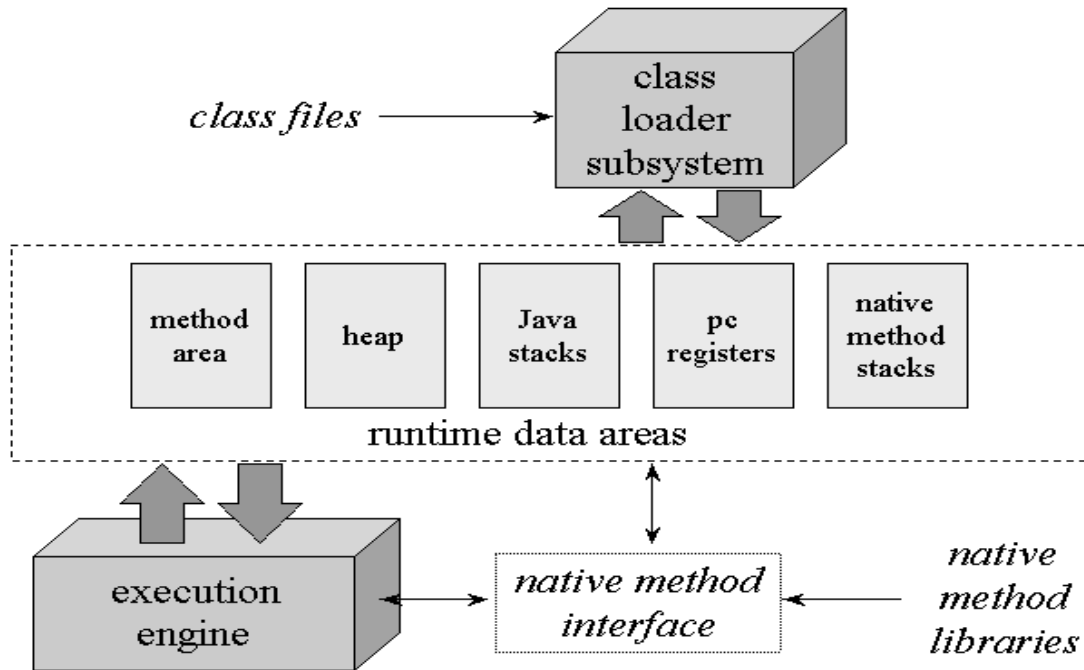 class
loader
subsystem
class files
method
area
heap
Java
stacks
pc
registers
native
method
stacks
runtime data areas
execution
engine
native method
interface
native
method
libraries